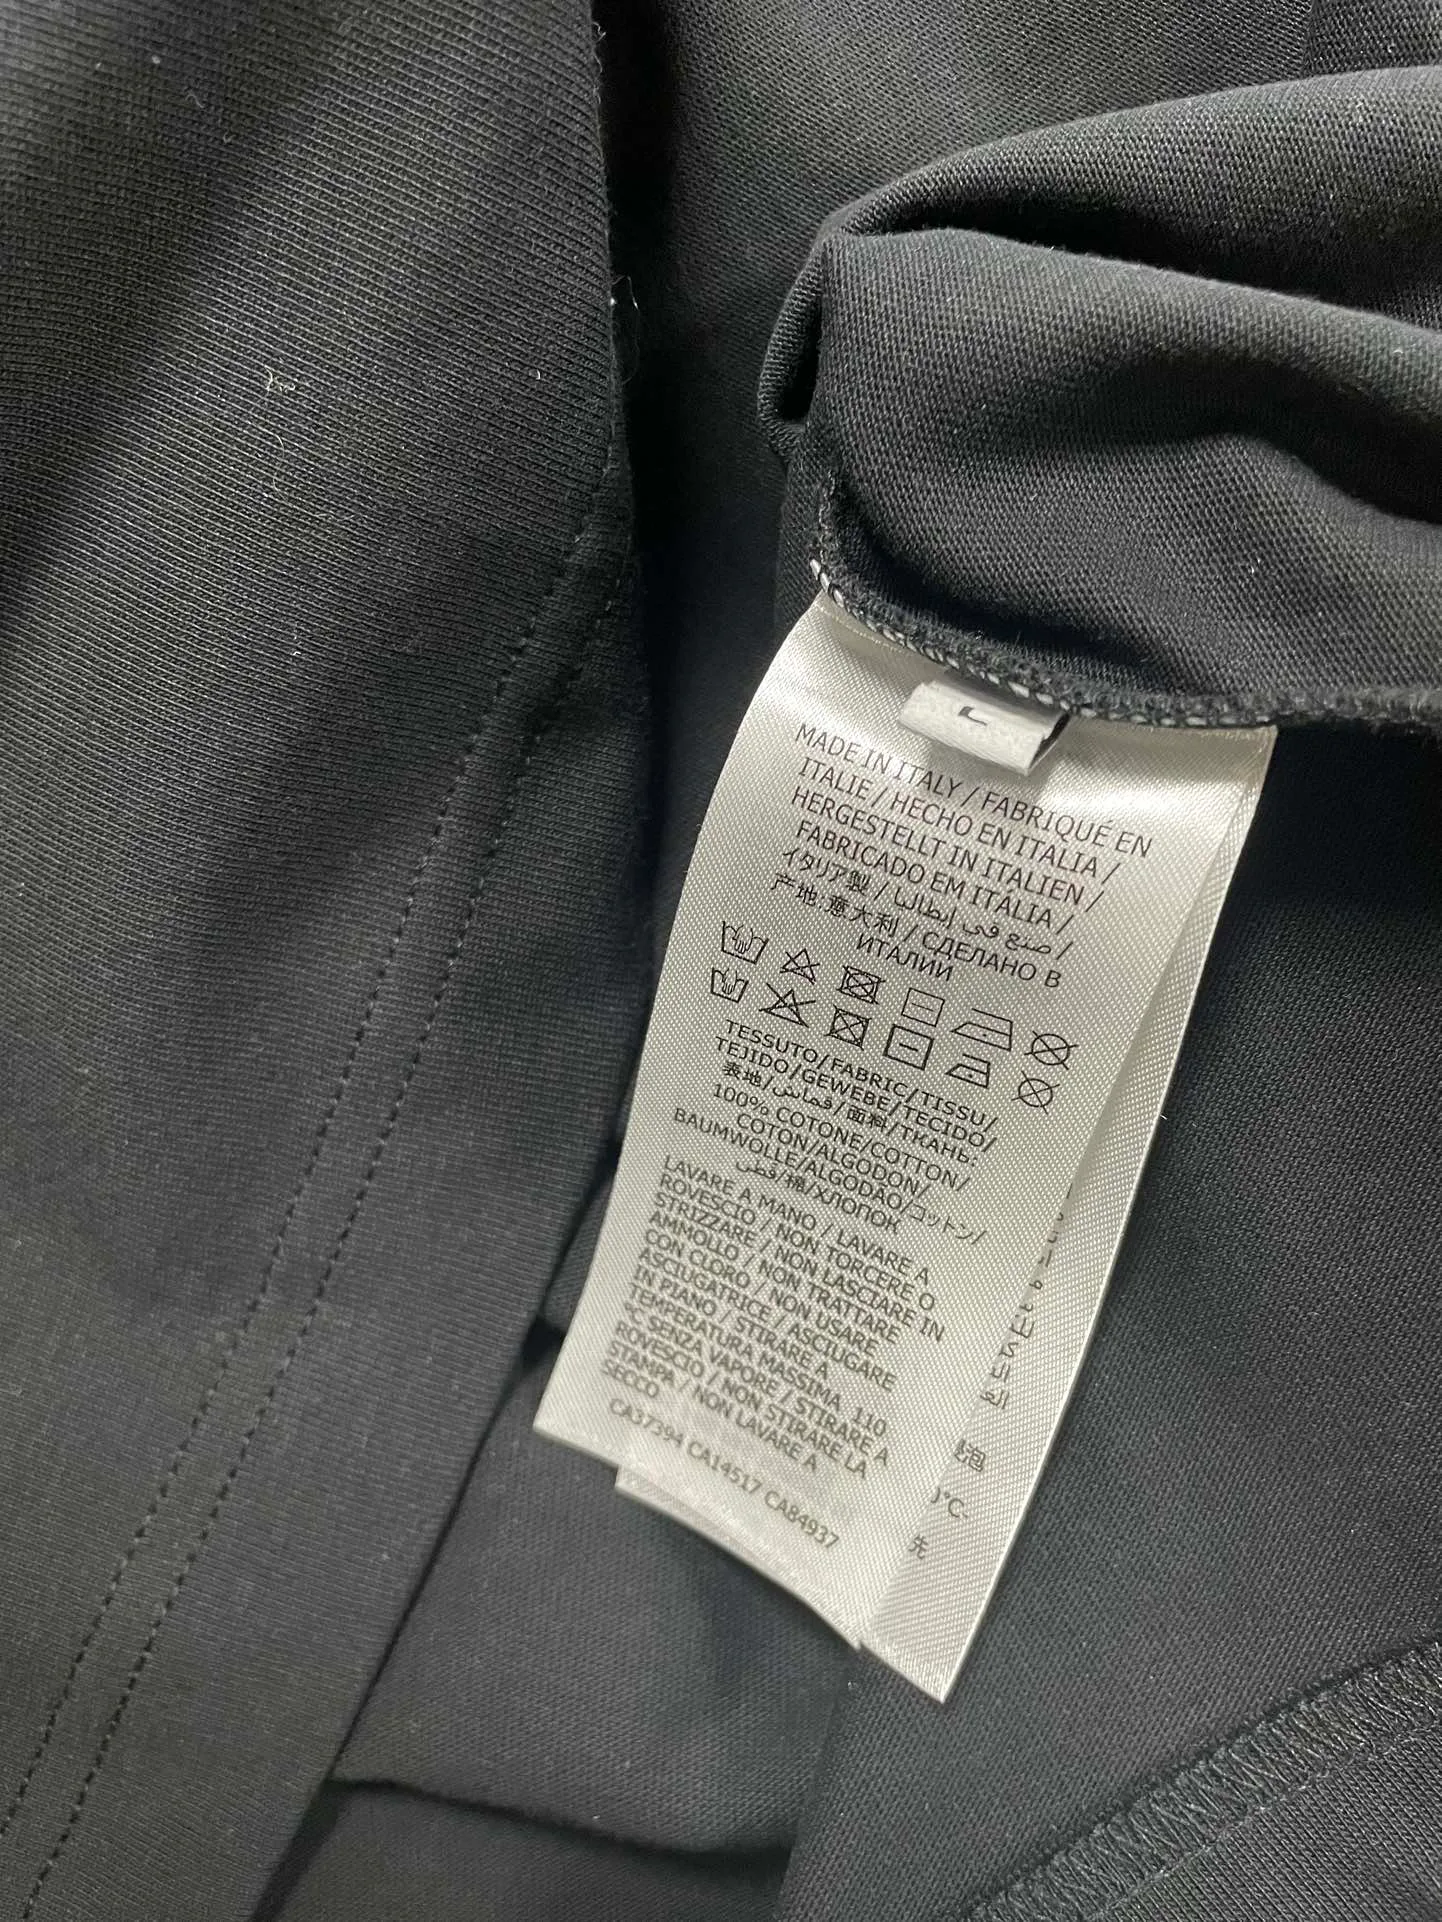 L
MADE IN ITALY / FABRIQUÉ EN
ITALIE / HECHO EN ITALIA /
HERGESTELLT IN ITALIEN /
FABRICADO EM ITÁLIA /
イタリア製 / صنع في إيطاليا /
产地:意大利 / СДЕЛАНО В
ИТАЛИИ
TESSUTO/FABRIC/TISSU/
TEJIDO/GEWEBE/TECIDO/
表地/قماش/面料/ТКАНЬ:
100% COTONE/COTTON/
COTON/ALGODON/
BAUMWOLLE/ALGODAO/コットン/
قطن/棉/ХЛОПОК
LAVARE A MANO / LAVARE A
ROVESCIO / NON TORCERE O
STRIZZARE / NON LASCIARE IN
AMMOLLO / NON TRATTARE
CON CLORO / NON USARE
ASCIUGATRICE / ASCIUGARE
IN PIANO / STIRARE A
TEMPERATURA MASSIMA 110
°C SENZA VAPORE / STIRARE A
ROVESCIO / NON STIRARE LA
STAMPA / NON LAVARE A
SECCO
CA37394 CA14517 CA84937
泡
°C-
先